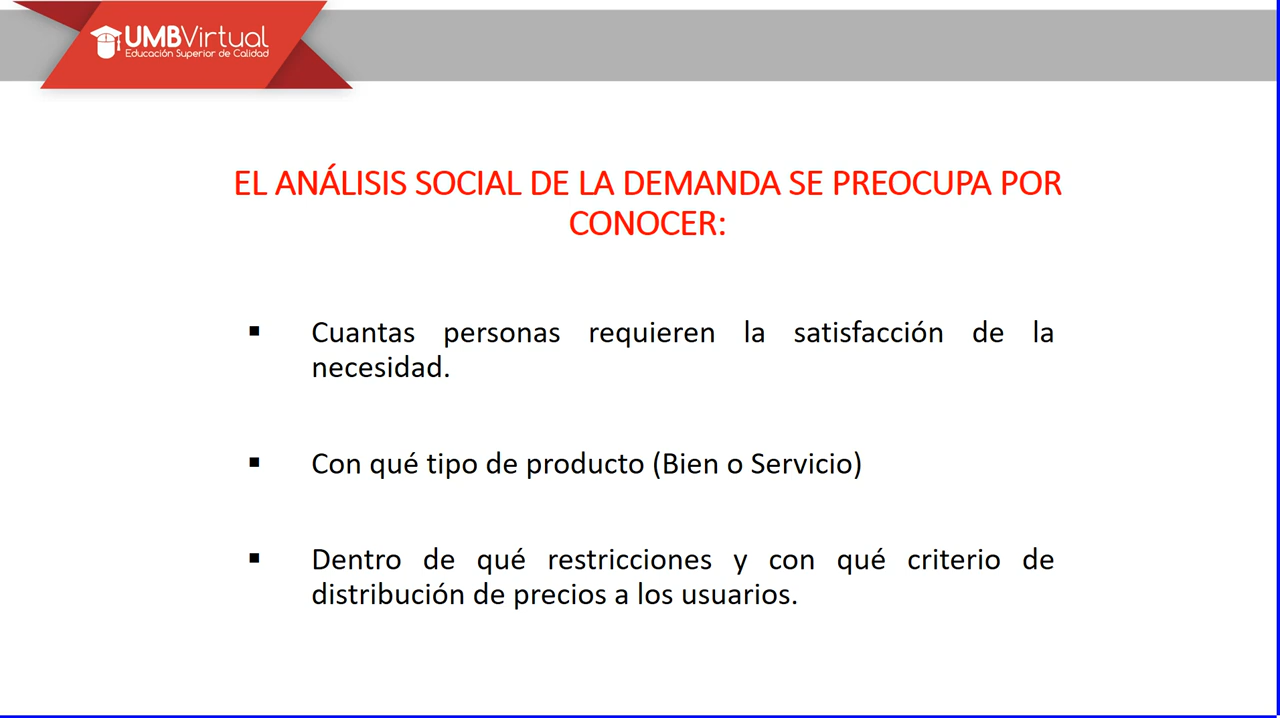 UMBVirtual
Educación Superior de Calidad
EL ANÁLISIS SOCIAL DE LA DEMANDA SE PREOCUPA POR
CONOCER:
▪ Cuantas personas requieren la satisfacción de la
necesidad.
▪ Con qué tipo de producto (Bien o Servicio)
▪ Dentro de qué restricciones y con qué criterio de
distribución de precios a los usuarios.